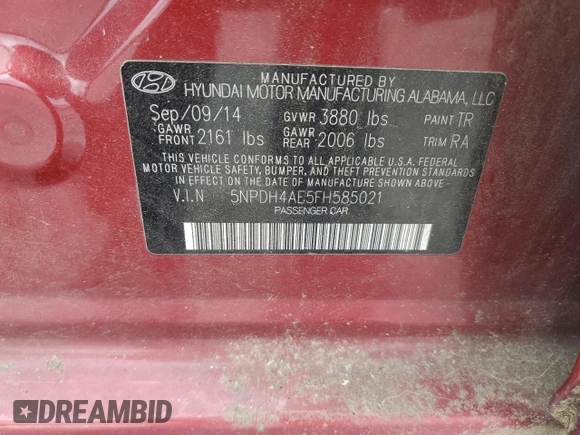 MANUFACTURED BY
HYUNDAI MOTOR MANUFACTURING ALABAMA, LLC
Sep/09/14 GVWR 3880 lbs PAINT TR
GAWR FRONT 2161 lbs GAWR REAR 2006 lbs TRIM RA
THIS VEHICLE CONFORMS TO ALL APPLICABLE U.S.A. FEDERAL
MOTOR VEHICLE SAFETY, BUMPER, AND THEFT PREVENTION STANDARDS
IN EFFECT ON THE DATE OF MANUFACTURE SHOWN ABOVE.
V.I.N 5NPDH4AE5FH585021
PASSENGER CAR
DREAMBID